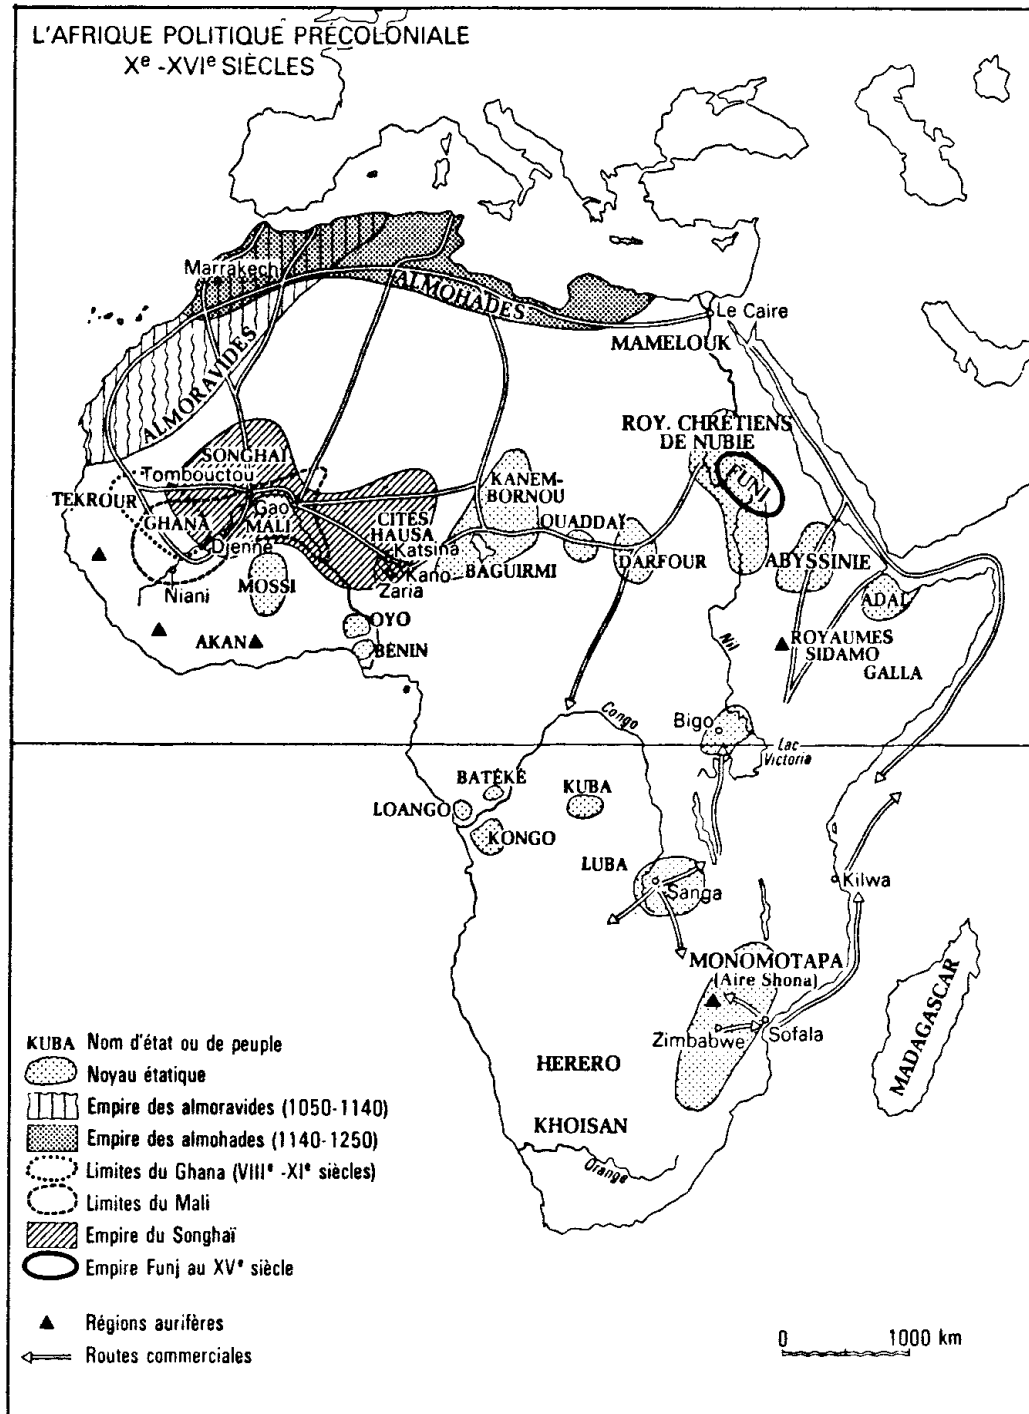 L'AFRIQUE POLITIQUE PRÉCOLONIALE
Xe -XVIe SIÈCLES
Marrakech
ALMOHADES
Le Caire
MAMELOUK
ALMORAVIDES
ROY. CHRÉTIENS
DE NUBIE
FUNJ
SONGHAÏ
Tombouctou
TEKROUR
KANEM-
BORNOU
Gao
GHANA
MALI
CITÉS
HAUSA
OUADDAÏ
Djenné
Katsina
DARFOUR
ABYSSINIE
Kano
BAGUIRMI
Niani
MOSSI
Zaria
ADAL
OYO
AKAN
BÉNIN
Nil
ROYAUMES
SIDAMO
GALLA
Congo
Bigo
Lac
Victoria
BATÉKÉ
KUBA
LOANGO
KONGO
LUBA
Sanga
Kilwa
MONOMOTAPA
(Aire Shona)
MADAGASCAR
Zimbabwe
Sofala
HERERO
KHOISAN
Orange
KUBA Nom d'état ou de peuple
Noyau étatique
Empire des almoravides (1050-1140)
Empire des almohades (1140-1250)
Limites du Ghana (VIIIe -XIe siècles)
Limites du Mali
Empire du Songhaï
Empire Funj au XVe siècle
Régions aurifères
Routes commerciales
0 1000 km